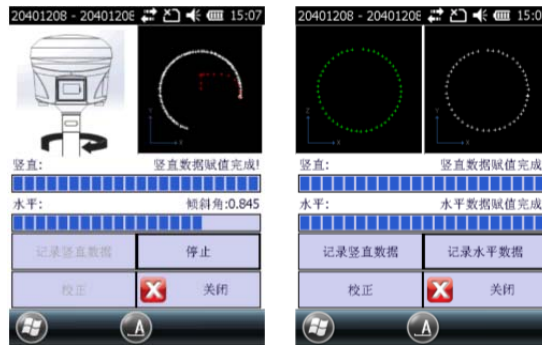 20401208 - 20401208 15:07
竖直: 竖直数据赋值完成!
水平: 倾斜角:0.845
记录竖直数据 停止
校正 关闭
A
20401208 - 20401208 15:0
竖直: 竖直数据赋值完成
水平: 水平数据赋值完成
记录竖直数据 记录水平数据
校正 关闭
A